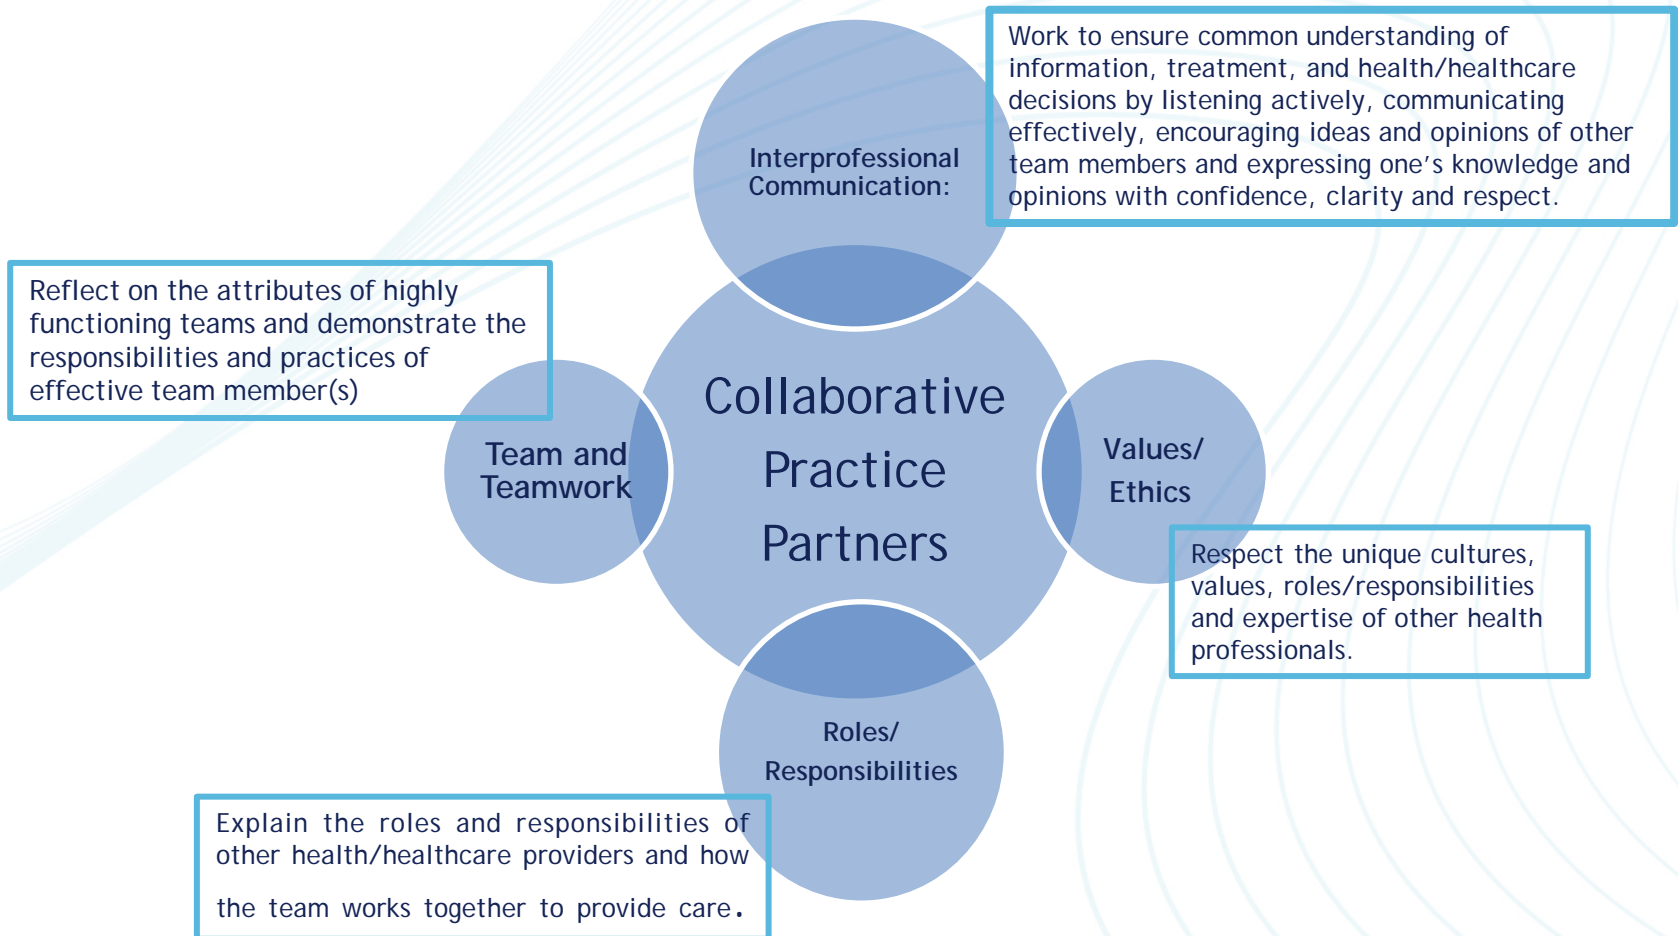 Work to ensure common understanding of
information, treatment, and health/healthcare
decisions by listening actively, communicating
effectively, encouraging ideas and opinions of other
team members and expressing one's knowledge and
opinions with confidence, clarity and respect.
Interprofessional
Communication:
Reflect on the attributes of highly
functioning teams and demonstrate the
responsibilities and practices of
effective team member(s)
Team and
Teamwork
Collaborative
Practice
Partners
Values/
Ethics
Respect the unique cultures,
values, roles/responsibilities
and expertise of other health
professionals.
Roles/
Responsibilities
Explain the roles and responsibilities of
other health/healthcare providers and how
the team works together to provide care.